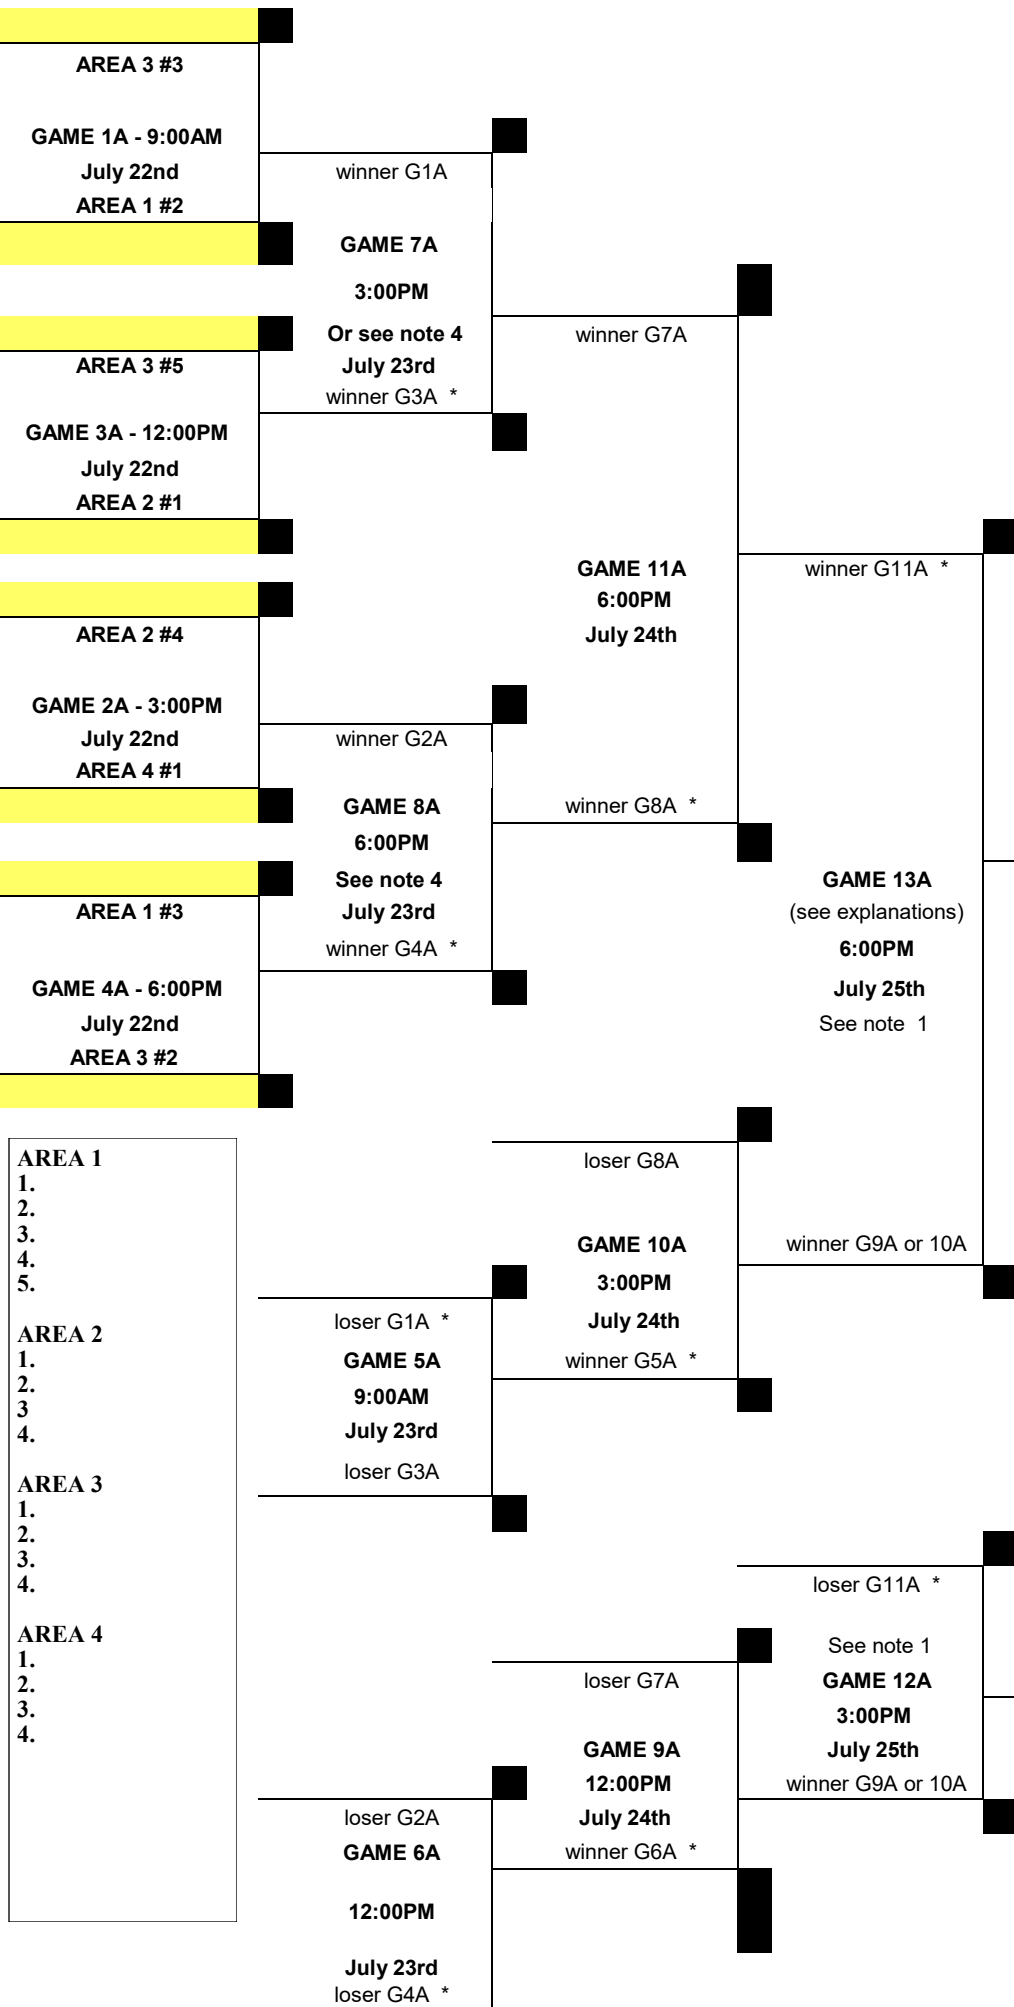 AREA 3 #3
GAME 1A - 9:00AM
July 22nd
AREA 1 #2
AREA 3 #5
GAME 3A - 12:00PM
July 22nd
AREA 2 #1
AREA 2 #4
GAME 2A - 3:00PM
July 22nd
AREA 4 #1
AREA 1 #3
GAME 4A - 6:00PM
July 22nd
AREA 3 #2
AREA 1
1.
2.
3.
4.
5.
AREA 2
1.
2.
3
4.
AREA 3
1.
2.
3.
4.
AREA 4
1.
2.
3.
4.
winner G1A
GAME 7A
3:00PM
Or see note 4
July 23rd
winner G3A *
winner G2A
GAME 8A
6:00PM
See note 4
July 23rd
winner G4A *
loser G1A *
GAME 5A
9:00AM
July 23rd
loser G3A
loser G2A
GAME 6A
12:00PM
July 23rd
loser G4A *
winner G7A
GAME 11A
6:00PM
July 24th
winner G8A *
loser G8A
GAME 10A
3:00PM
July 24th
winner G5A *
loser G7A
GAME 9A
12:00PM
July 24th
winner G6A *
winner G11A *
GAME 13A
(see explanations)
6:00PM
July 25th
See note 1
winner G9A or 10A
loser G11A *
See note 1
GAME 12A
3:00PM
July 25th
winner G9A or 10A